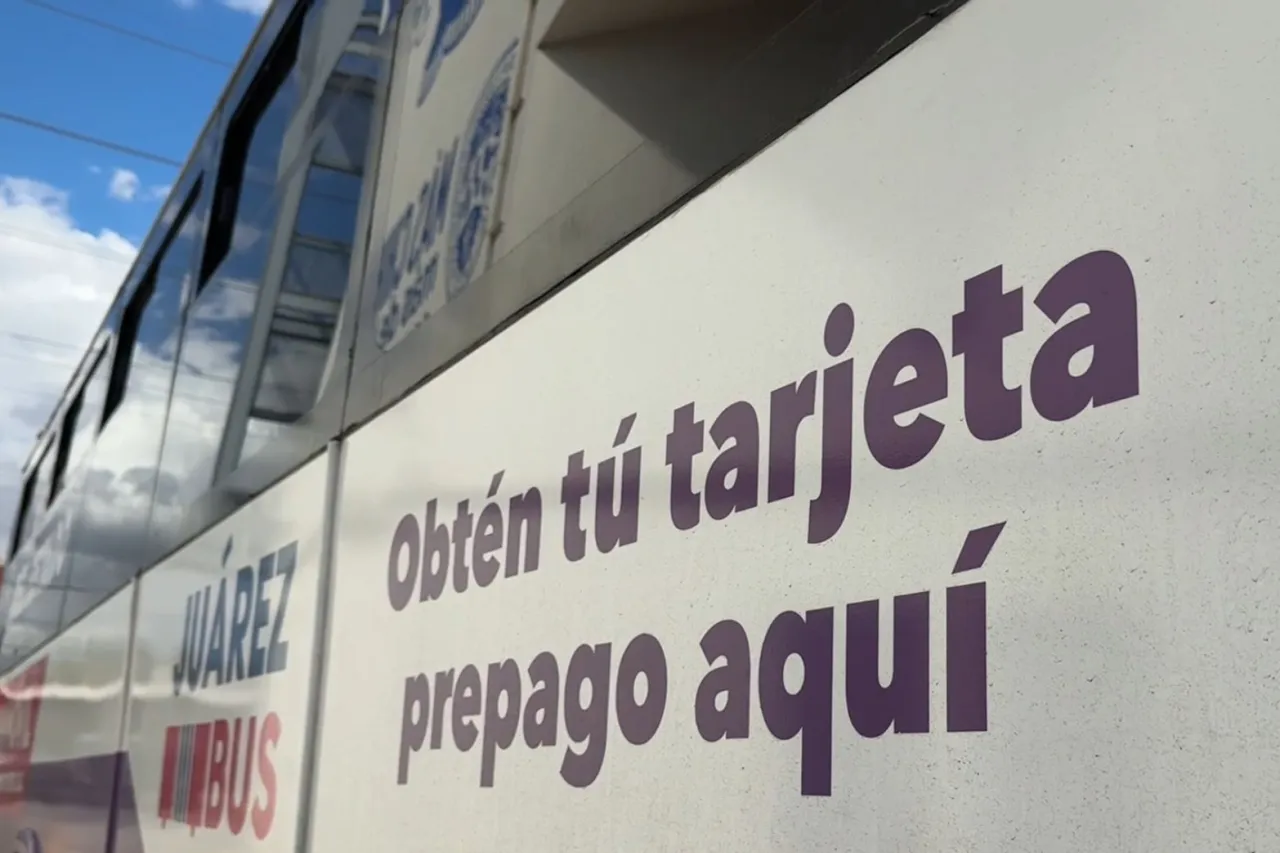 Obtén tú tarjeta
prepago aquí
JUÁREZ
BUS